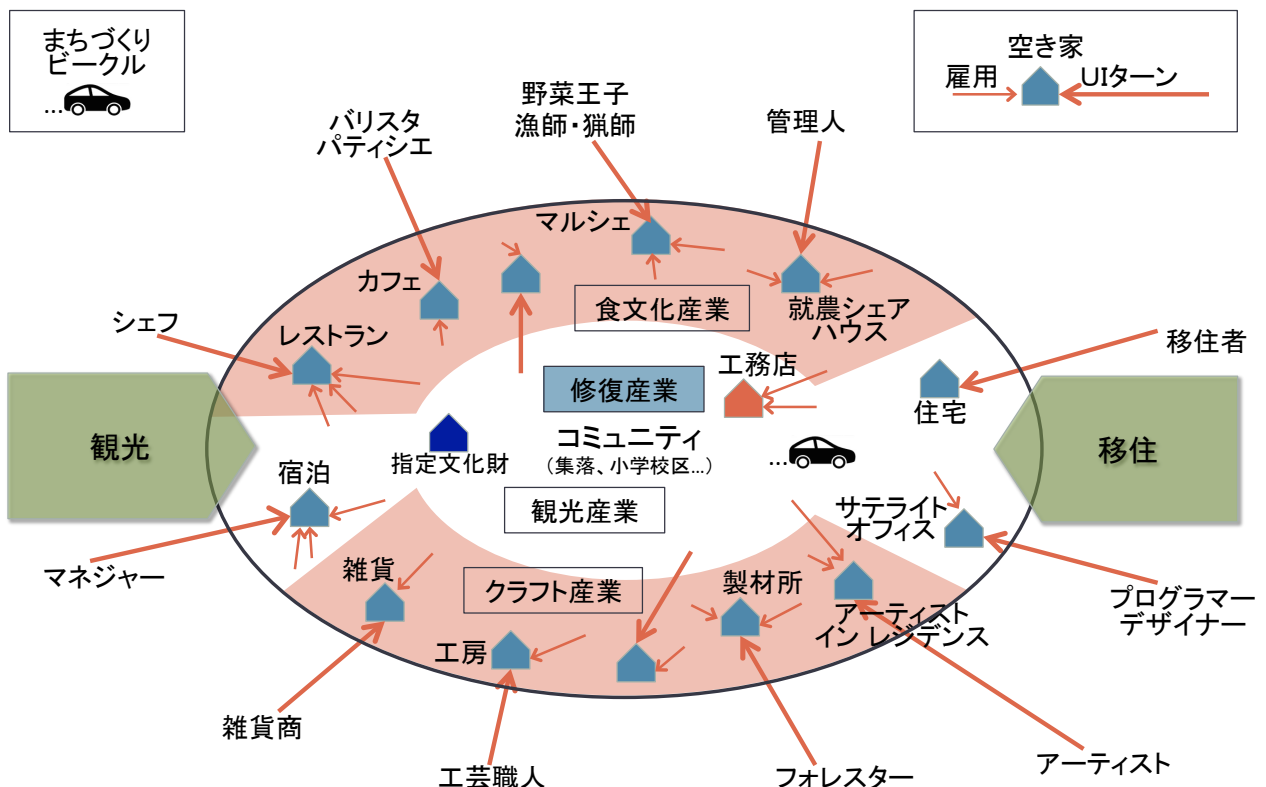 まちづくり
ビークル
...
空き家
雇用
UIターン
野菜王子
漁師・猟師
バリスタ
パティシエ
管理人
マルシェ
カフェ
食文化産業
就農シェア
ハウス
シェフ
レストラン
移住者
工務店
修復産業
住宅
観光
コミュニティ
(集落、小学校区...)
...
移住
指定文化財
宿泊
観光産業
サテライト
オフィス
マネジャー
雑貨
クラフト産業
製材所
アーティスト
イン レジデンス
プログラマー
デザイナー
工房
雑貨商
工芸職人
フォレスター
アーティスト